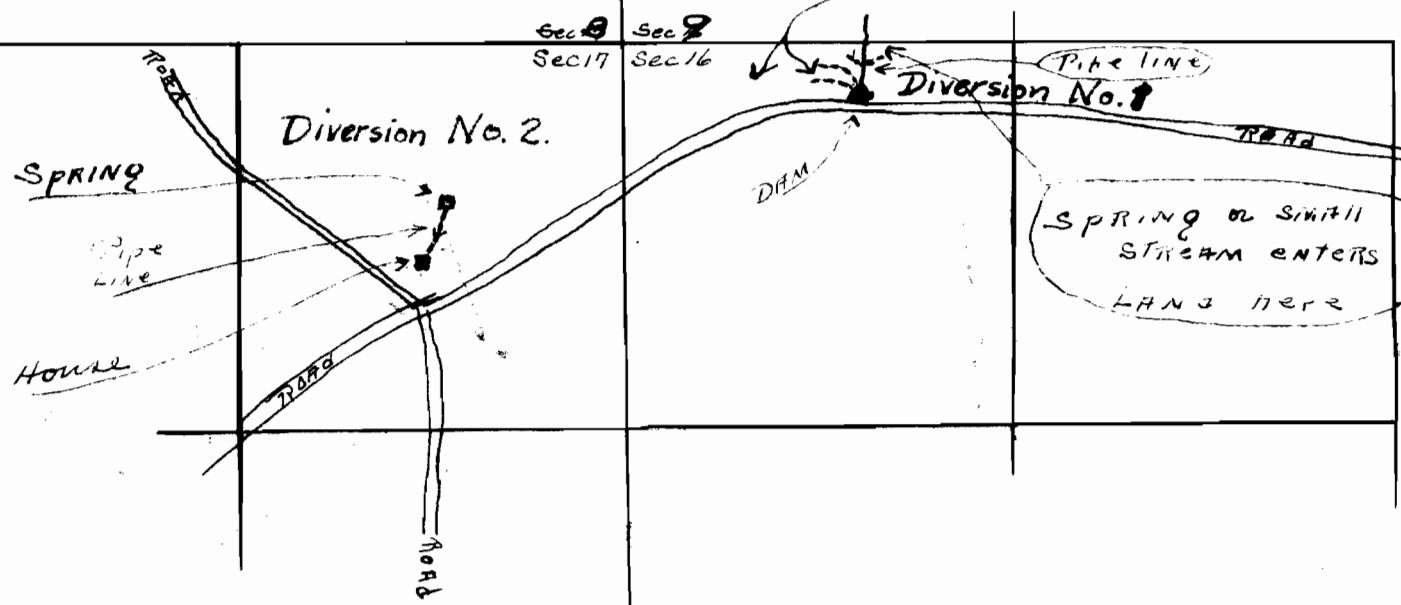 Sec 8 Sec 9
Sec 17 Sec 16
Road
Pipe line
Diversion No. 1
Diversion No. 2.
ROAd
SpRINg
DAM
SpRINg or SmAll
STReAM enTeRS
LAND Here
Pipe
Line
House
ROAd
ROAd